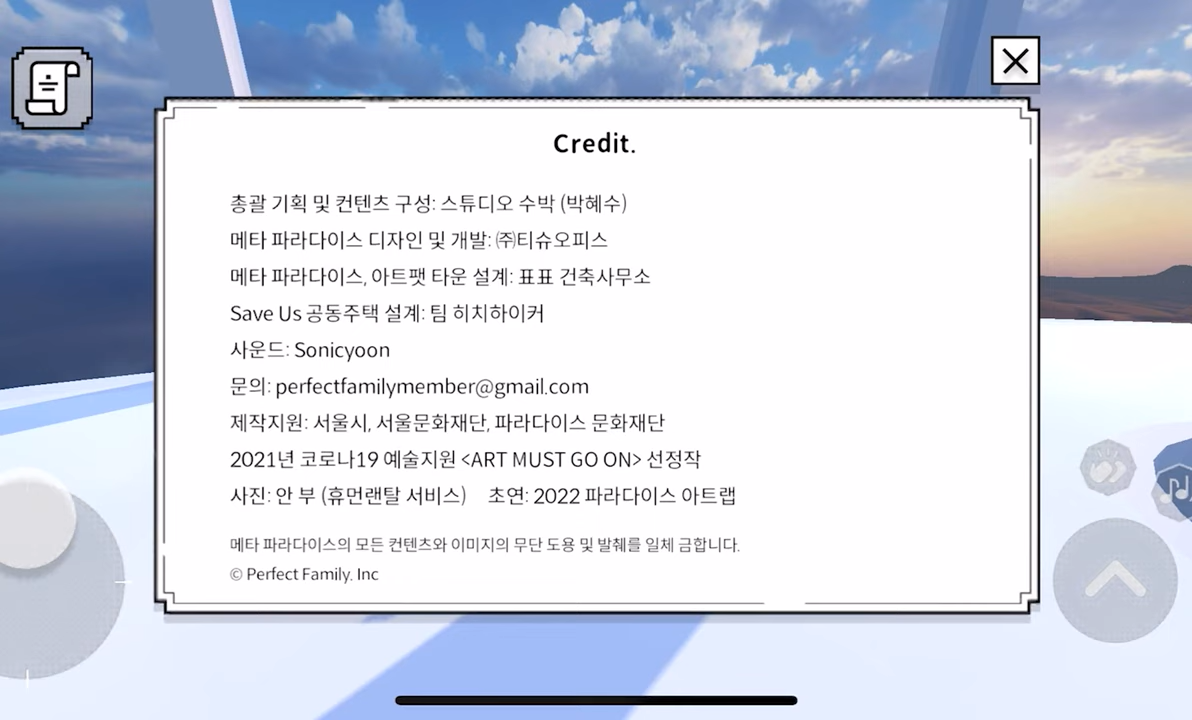 Credit.
총괄 기획 및 컨텐츠 구성: 스튜디오 수박 (박혜수)
메타 파라다이스 디자인 및 개발: ㈜티슈오피스
메타 파라다이스, 아트팻 타운 설계: 표표 건축사무소
Save Us 공동주택 설계: 팀 히치하이커
사운드: Sonicyoon
문의: perfectfamilymember@gmail.com
제작지원: 서울시, 서울문화재단, 파라다이스 문화재단
2021년 코로나19 예술지원 <ART MUST GO ON> 선정작
사진: 안 부 (휴먼랜탈 서비스) 초연: 2022 파라다이스 아트랩
메타 파라다이스의 모든 컨텐츠와 이미지의 무단 도용 및 발췌를 일체 금합니다.
© Perfect Family, Inc